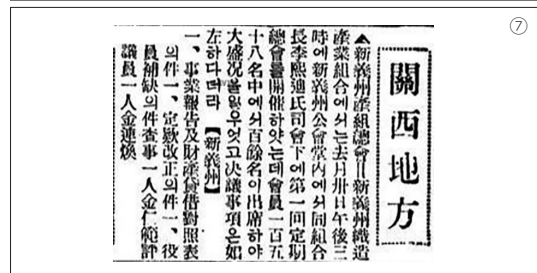 ⑦
關西地方
▲新義州產組總會=新義州織造
產業組合에서는去月卅日午後三
時에新義州公會堂內에서同組合
長李熙迪氏司會下에第一回定期
總會를開催하얏는데會員一百五
十八名中에서百餘名이出席하야
大盛况을일우엇고决議事項은如
左하다더라【新義州】
一、事業報告及財產貸借對照表
의件一、定欵改正의件一、役
員補缺의件査事一人金仁範評
議員一人金連煥